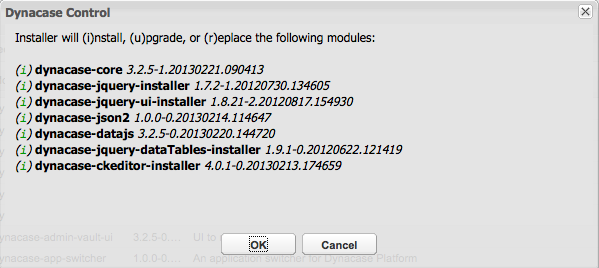 Dynacase Control
Installer will (i)nstall, (u)pgrade, or (r)eplace the following modules:
(i) dynacase-core 3.2.5-1.20130221.090413
(i) dynacase-jquery-installer 1.7.2-1.20120730.134605
(i) dynacase-jquery-ui-installer 1.8.21-2.20120817.154930
(i) dynacase-json2 1.0.0-0.20130214.114647
(i) dynacase-datajs 3.2.5-0.20130220.144720
(i) dynacase-jquery-dataTables-installer 1.9.1-0.20120622.121419
(i) dynacase-ckeditor-installer 4.0.1-0.20130213.174659
ynacase-admin-vault-ui 3.2.5-0.... UI to
OK Cancel
ynacase-app-switcher 1.0.0-0.... An application switcher for Dynacase Platform